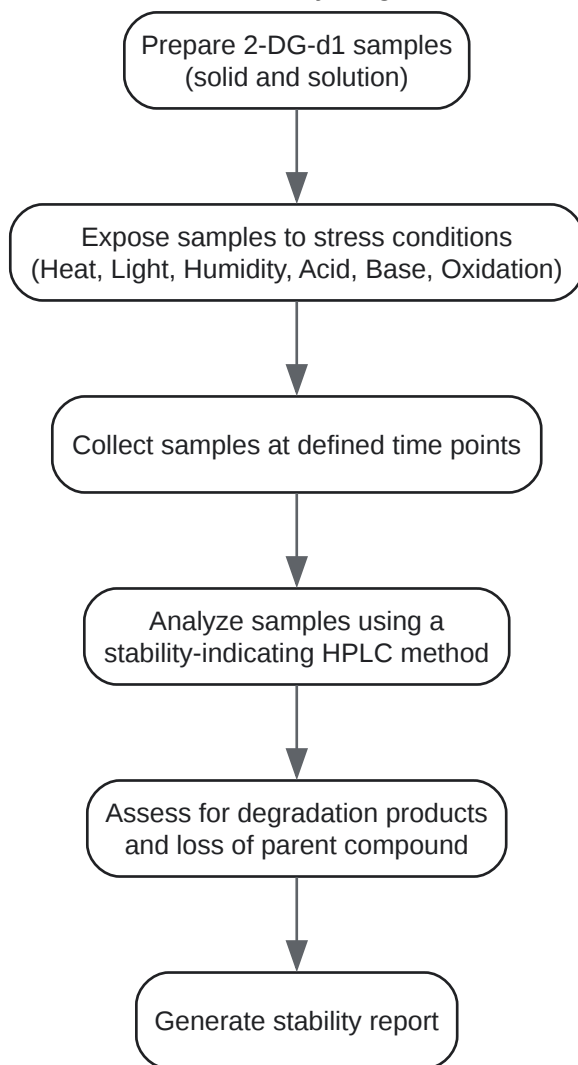 Prepare 2-DG-d1 samples
(solid and solution)
Expose samples to stress conditions
(Heat, Light, Humidity, Acid, Base, Oxidation)
Collect samples at defined time points
Analyze samples using a
stability-indicating HPLC method
Assess for degradation products
and loss of parent compound
Generate stability report